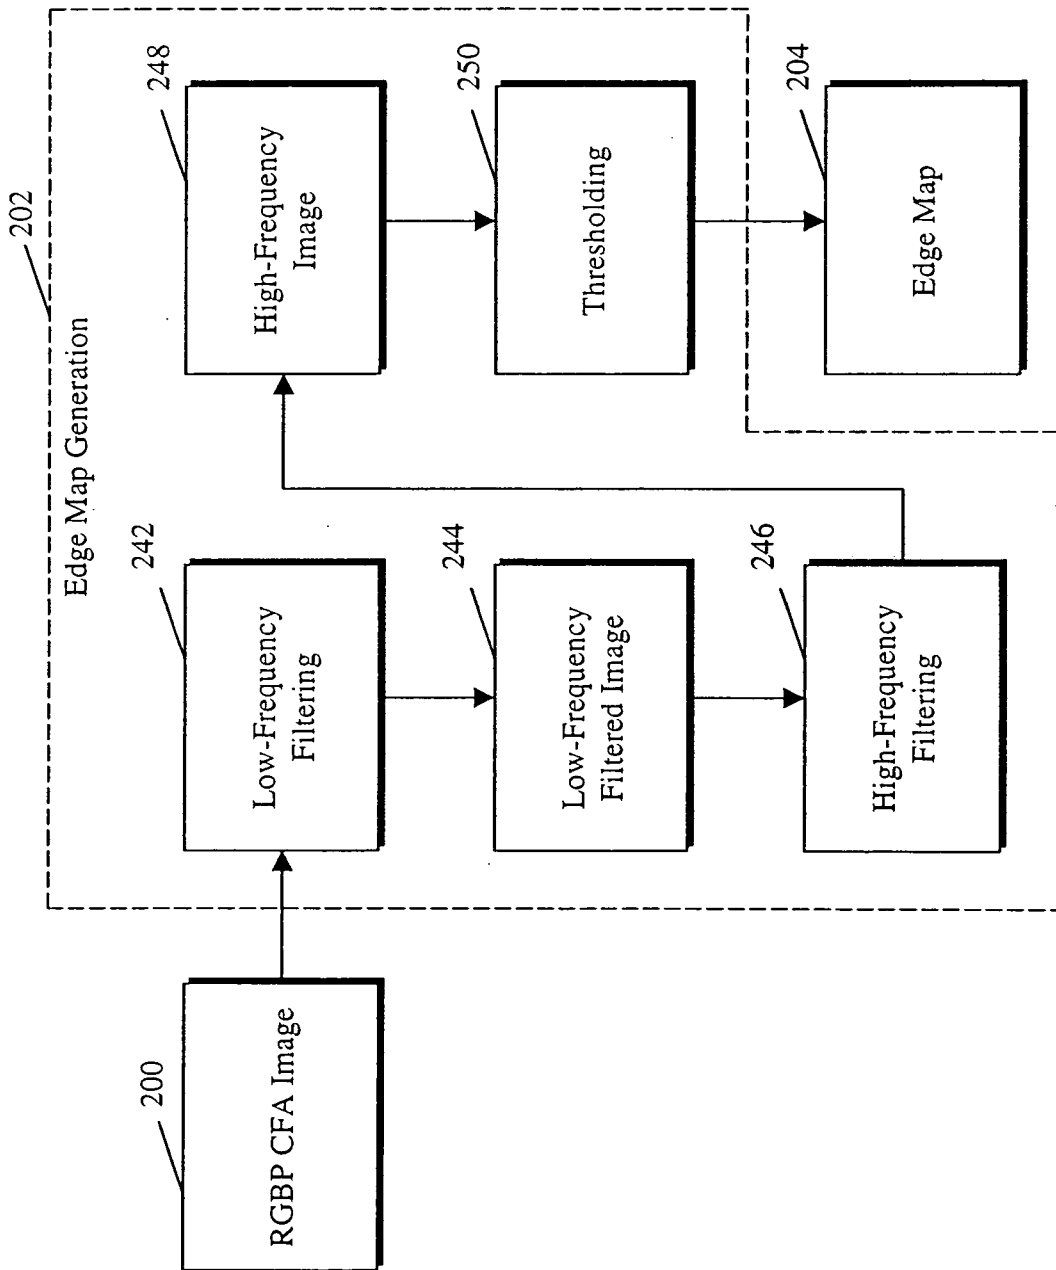 202
Edge Map Generation
200
RGBP CFA Image
242
Low-Frequency
Filtering
244
Low-Frequency
Filtered Image
246
High-Frequency
Filtering
248
High-Frequency
Image
250
Thresholding
204
Edge Map